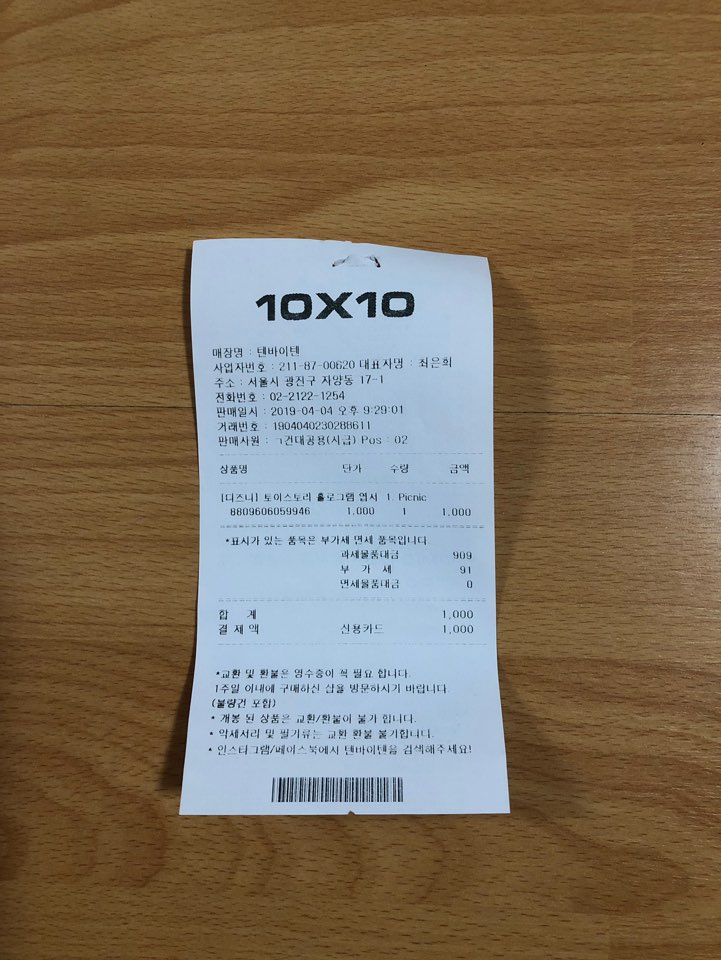 10X10
매장명 : 텐바이텐
사업자번호 : 211-87-00620 대표자명 : 최은희
주소 : 서울시 광진구 자양동 17-1
전화번호 : 02-2122-1254
판매일시 : 2019-04-04 오후 9:29:01
거래번호 : 1904040230288611
판매사원 : ㄱ건대공용(시급) Pos : 02
상품명 단가 수량 금액
[디즈니] 토이스토리 홀로그램 엽서 1. Picnic
8809606059946 1,000 1 1,000
*표시가 있는 품목은 부가세 면세 품목입니다.
과세물품대금 909
부 가 세 91
면세물품대금 0
합 계 1,000
결 제 액 신용카드 1,000
*교환 및 환불은 영수증이 꼭 필요 합니다.
1주일 이내에 구매하신 샵을 방문하시기 바랍니다.
(불량건 포함)
* 개봉 된 상품은 교환/환불이 불가 합니다.
* 악세서리 및 필기류는 교환 환불 불가합니다.
* 인스타그램/페이스북에서 텐바이텐을 검색해주세요!